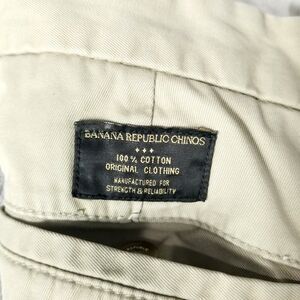 BANANA REPUBLIC CHINOS
100% COTTON
ORIGINAL CLOTHING
MANUFACTURED FOR
STRENGTH & RELIABILITY